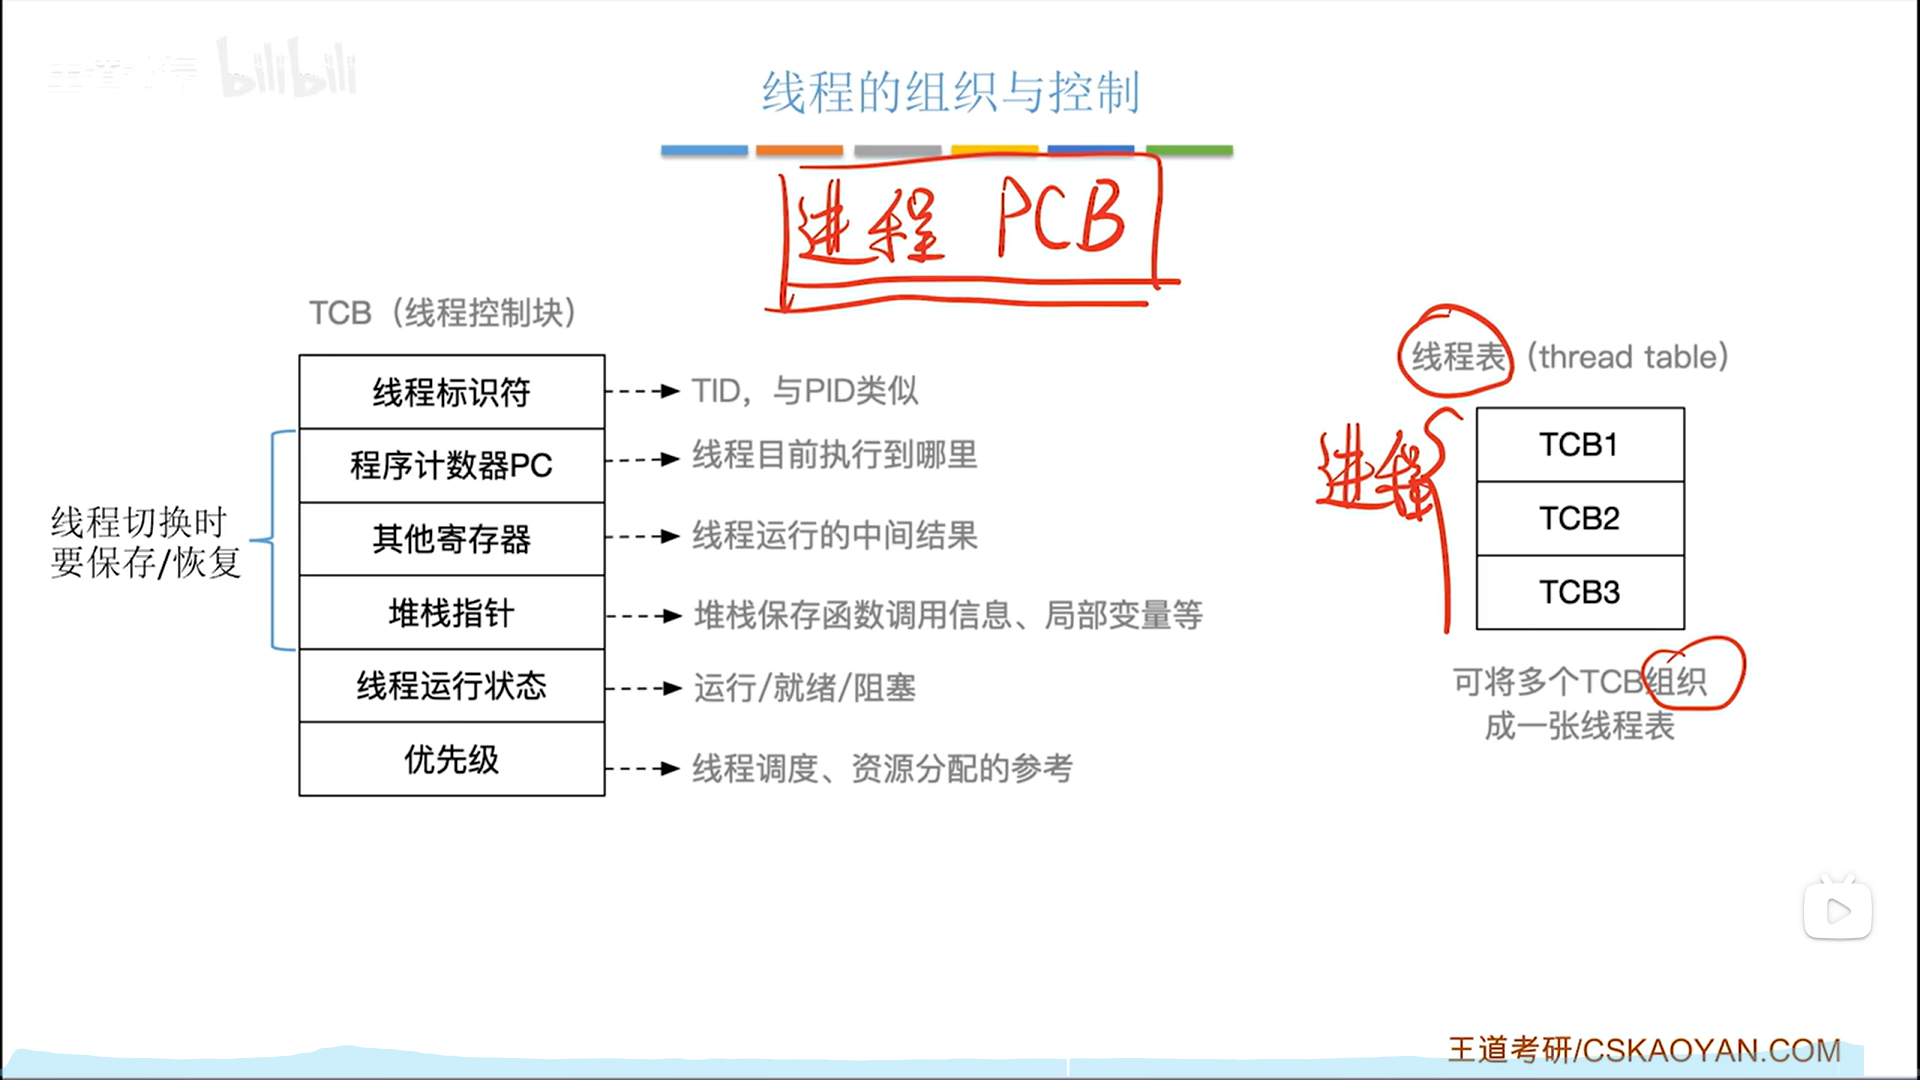 王道考研 bilibili
线程的组织与控制
进程 PCB
TCB（线程控制块）
线程标识符
TID，与PID类似
程序计数器PC
线程目前执行到哪里
其他寄存器
线程运行的中间结果
堆栈指针
堆栈保存函数调用信息、局部变量等
线程运行状态
运行/就绪/阻塞
优先级
线程调度、资源分配的参考
线程切换时
要保存/恢复
线程表（thread table）
进程
TCB1
TCB2
TCB3
可将多个TCB组织
成一张线程表
王道考研/CSKAOYAN.COM